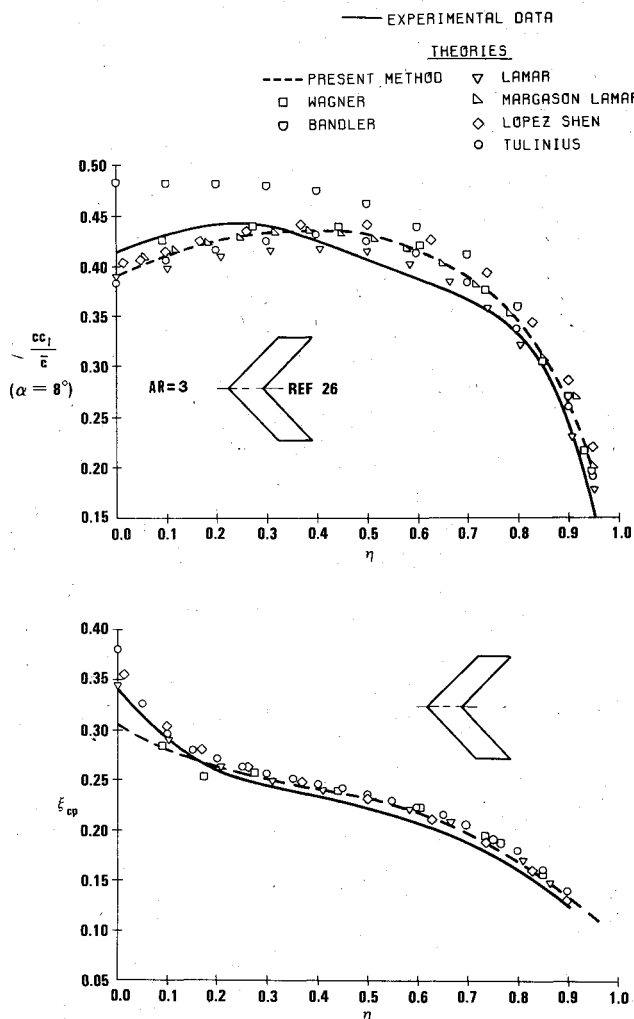 EXPERIMENTAL DATA
THEORIES
PRESENT METHOD
WAGNER
BANDLER
LAMAR
MARGASON LAMAR
LOPEZ SHEN
TULINIUS
0.50
0.45
0.40
0.35
0.30
0.25
0.20
0.15
cc_l / c̄
(α = 8°)
AR=3
REF 26
0.0 0.1 0.2 0.3 0.4 0.5 0.6 0.7 0.8 0.9 1.0
η
0.40
0.35
0.30
0.25
0.20
0.15
0.10
0.05
ξcp
0.0 0.1 0.2 0.3 0.4 0.5 0.6 0.7 0.8 0.9 1.0
η